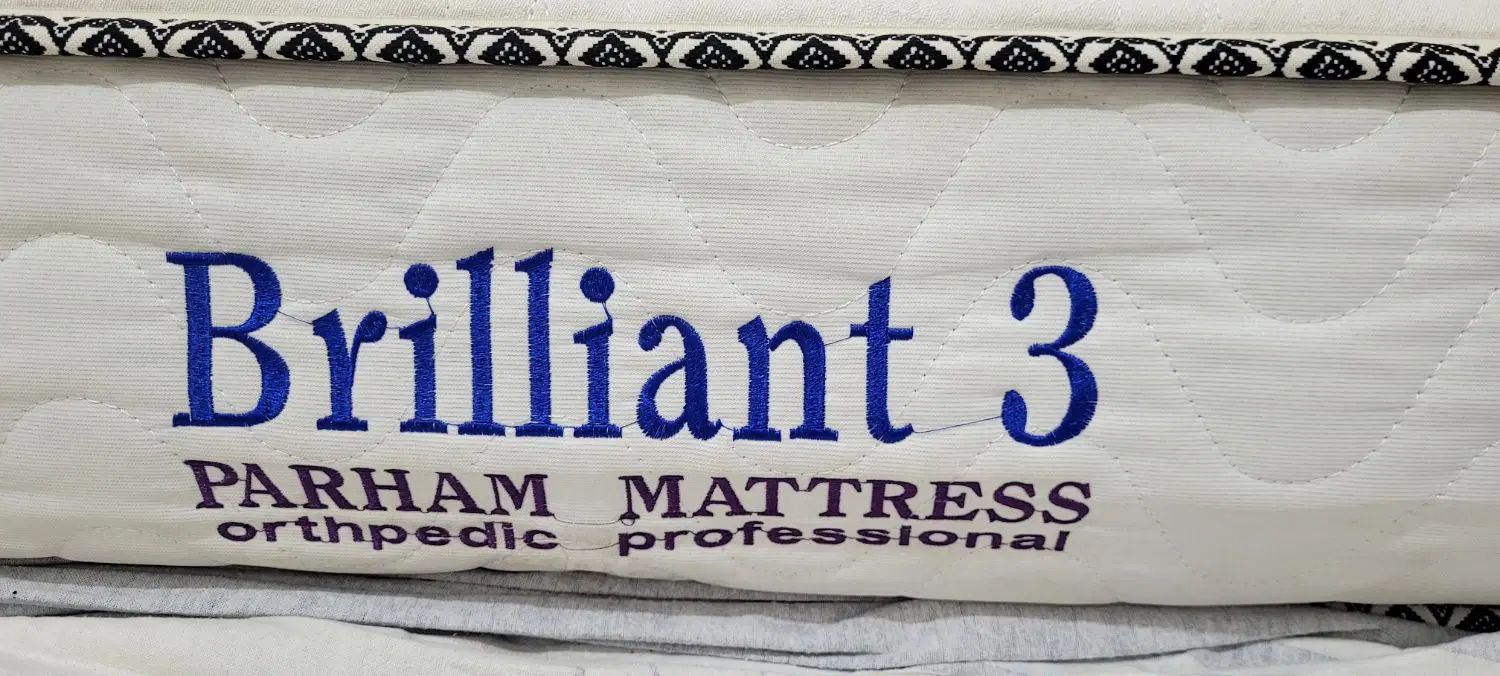 Brilliant 3
PARHAM MATTRESS
orthpedic professional